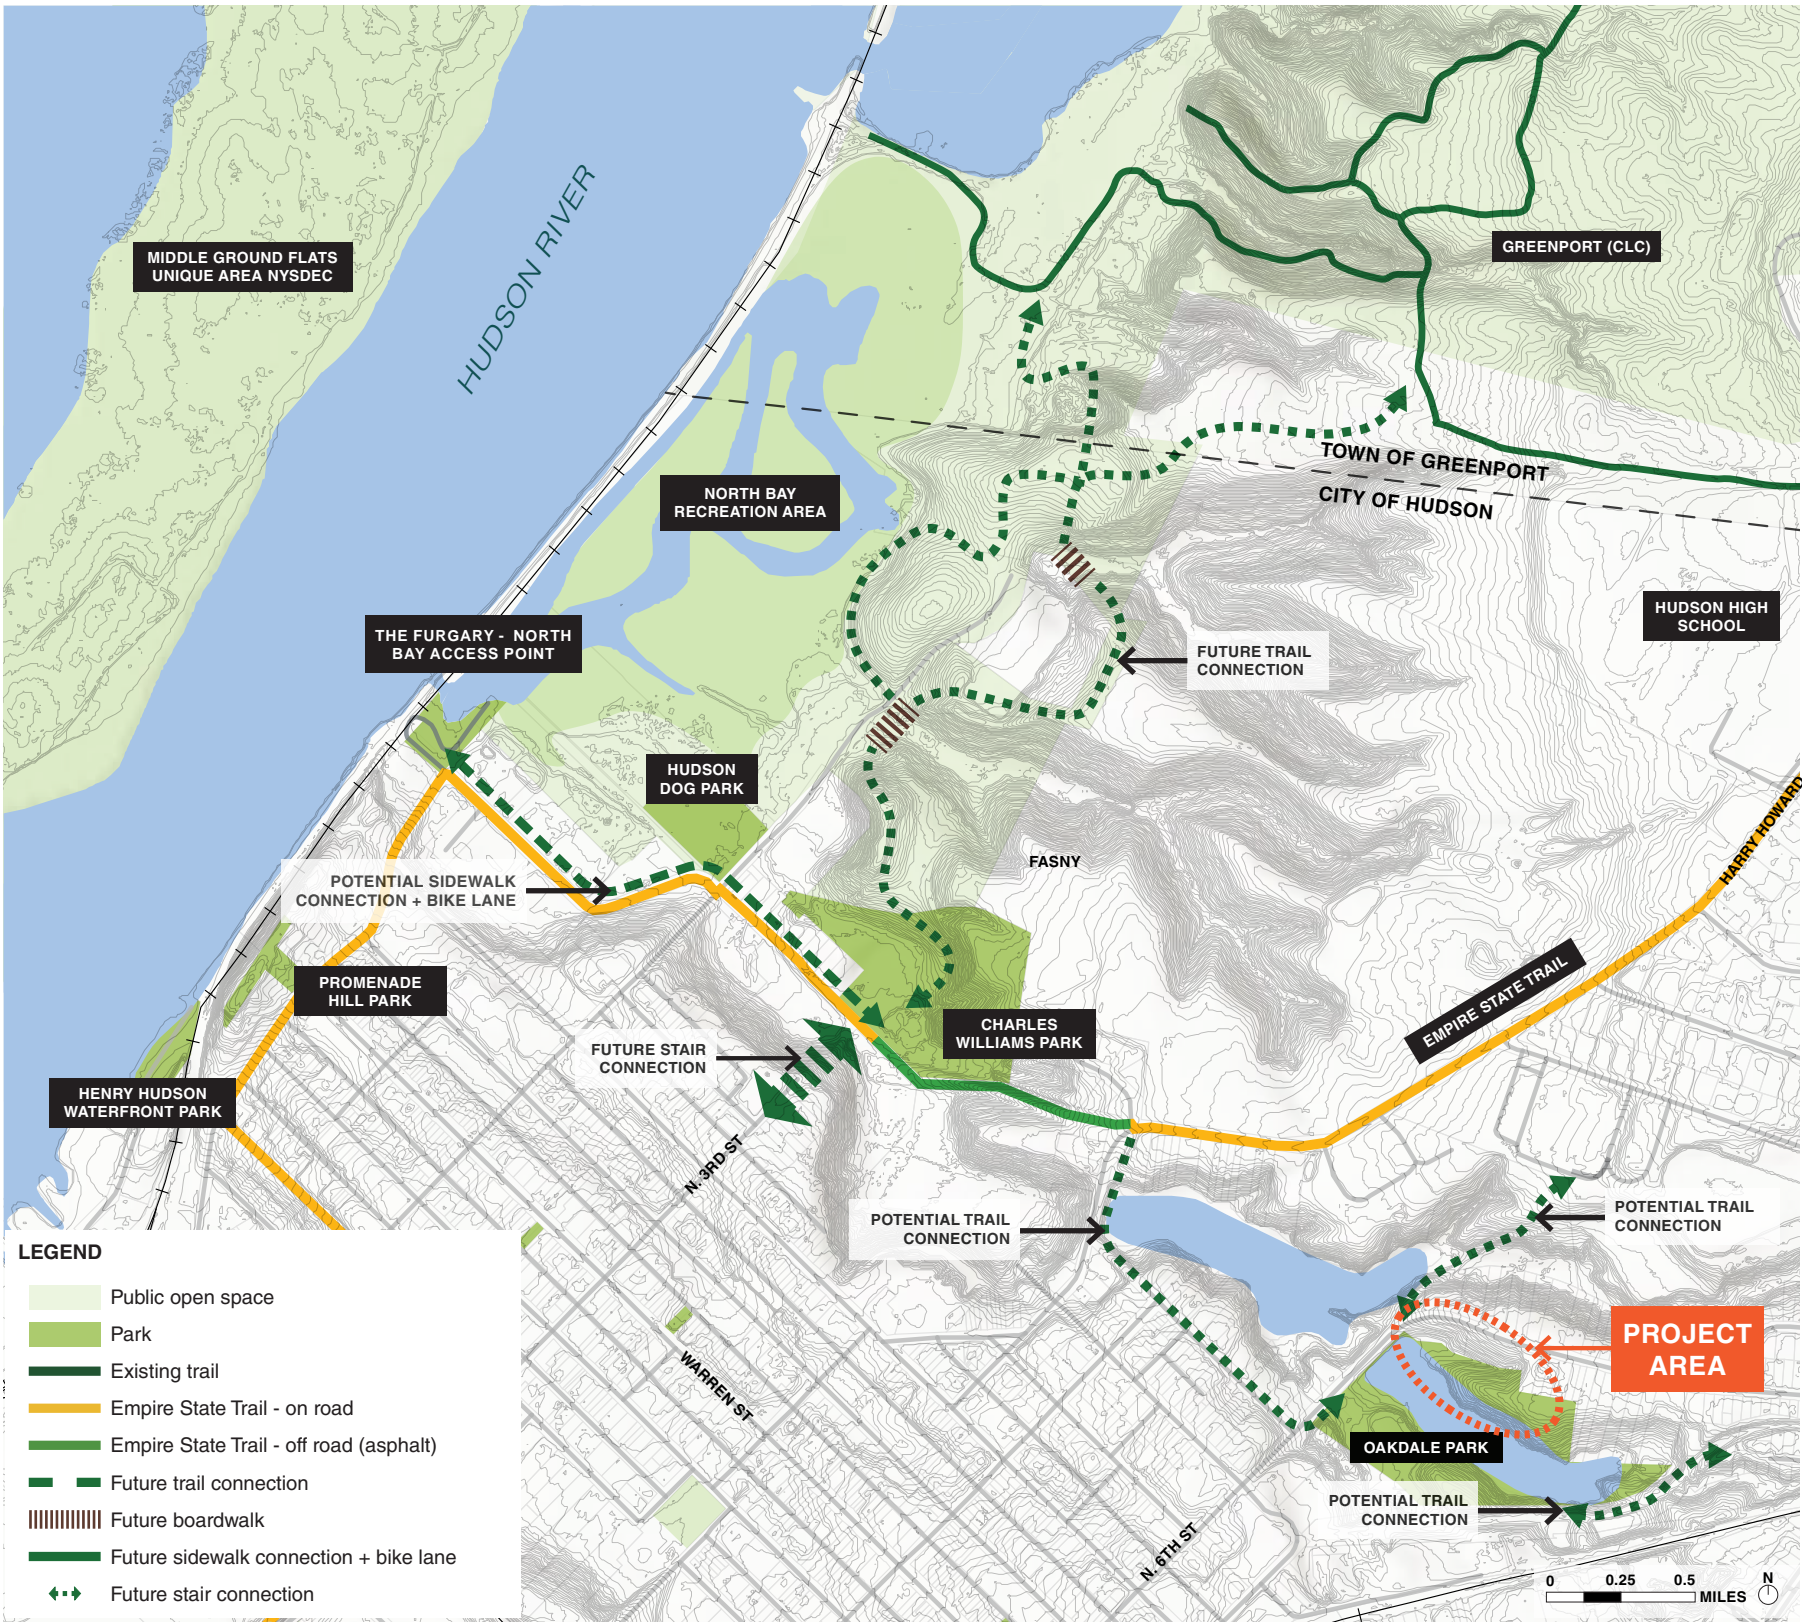 MIDDLE GROUND FLATS
UNIQUE AREA NYSDEC
HUDSON RIVER
GREENPORT (CLC)
TOWN OF GREENPORT
CITY OF HUDSON
NORTH BAY
RECREATION AREA
HUDSON HIGH
SCHOOL
THE FURGARY - NORTH
BAY ACCESS POINT
FUTURE TRAIL
CONNECTION
HUDSON
DOG PARK
HARRY HOWARD
FASNY
POTENTIAL SIDEWALK
CONNECTION + BIKE LANE
PROMENADE
HILL PARK
EMPIRE STATE TRAIL
CHARLES
WILLIAMS PARK
FUTURE STAIR
CONNECTION
HENRY HUDSON
WATERFRONT PARK
N. 3RD ST
POTENTIAL TRAIL
CONNECTION
POTENTIAL TRAIL
CONNECTION
PROJECT
AREA
WARREN ST
OAKDALE PARK
POTENTIAL TRAIL
CONNECTION
N. 6TH ST
LEGEND
Public open space
Park
Existing trail
Empire State Trail - on road
Empire State Trail - off road (asphalt)
Future trail connection
Future boardwalk
Future sidewalk connection + bike lane
Future stair connection
0 0.25 0.5
MILES
N